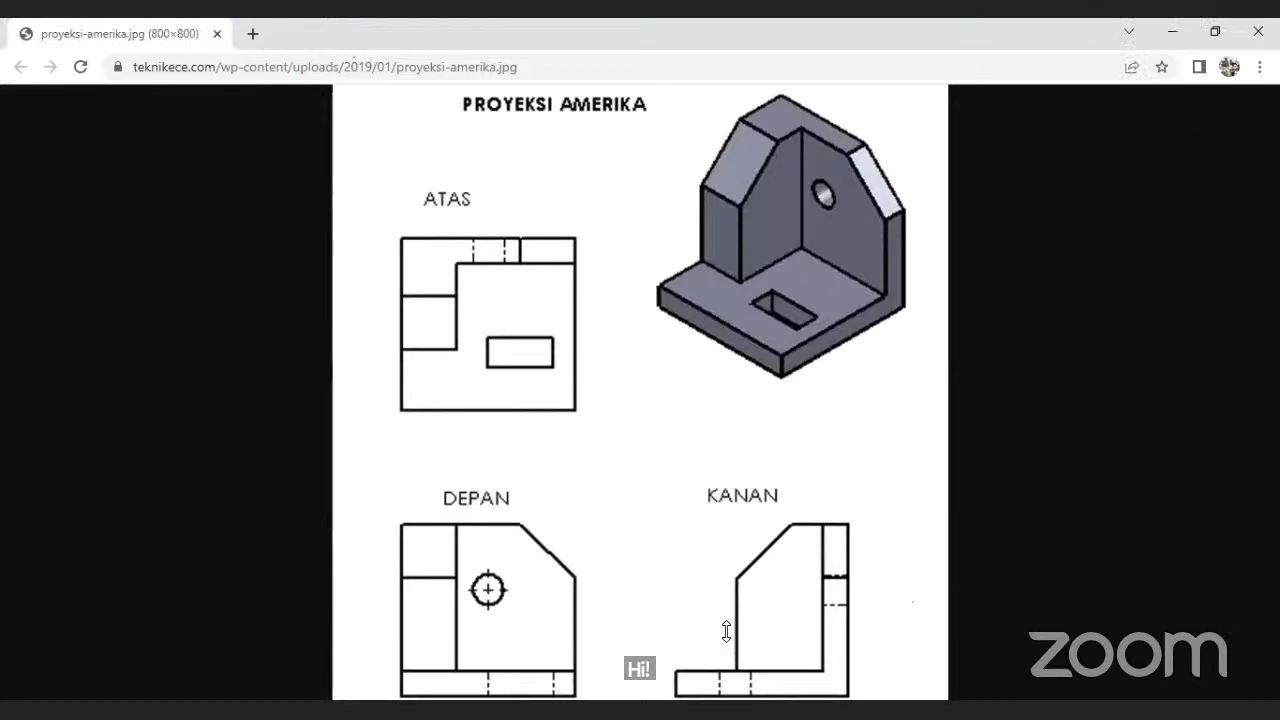 proyeksi-amerika.jpg (800×800)
teknikece.com/wp-content/uploads/2019/01/proyeksi-amerika.jpg
PROYEKSI AMERIKA
ATAS
DEPAN
KANAN
Hi!
zoom